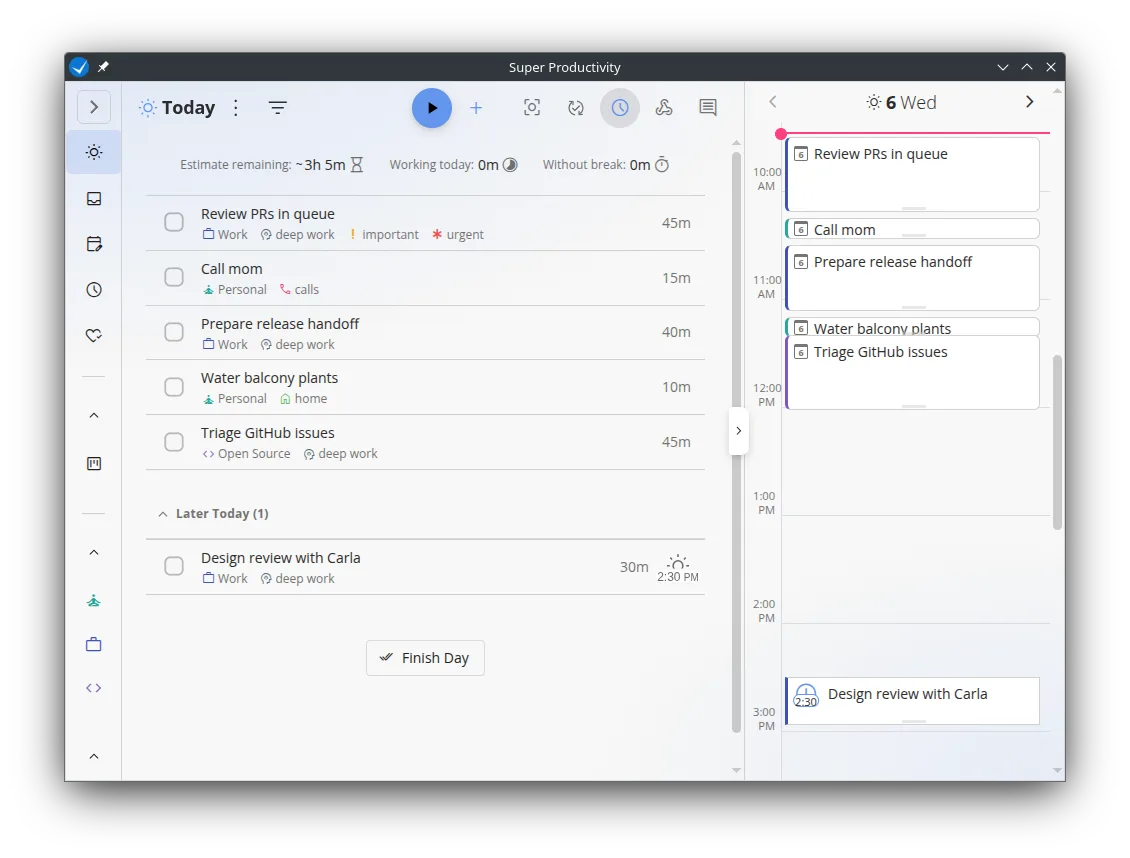 Super Productivity
Today
Estimate remaining: ~3h 5m
Working today: 0m
Without break: 0m
Review PRs in queue
Work deep work important urgent
45m
Call mom
Personal calls
15m
Prepare release handoff
Work deep work
40m
Water balcony plants
Personal home
10m
Triage GitHub issues
Open Source deep work
45m
Later Today (1)
Design review with Carla
Work deep work
30m
2:30 PM
Finish Day
6 Wed
10:00
AM
11:00
AM
12:00
PM
1:00
PM
2:00
PM
3:00
PM
6 Review PRs in queue
6 Call mom
6 Prepare release handoff
6 Water balcony plants
6 Triage GitHub issues
2:30 Design review with Carla